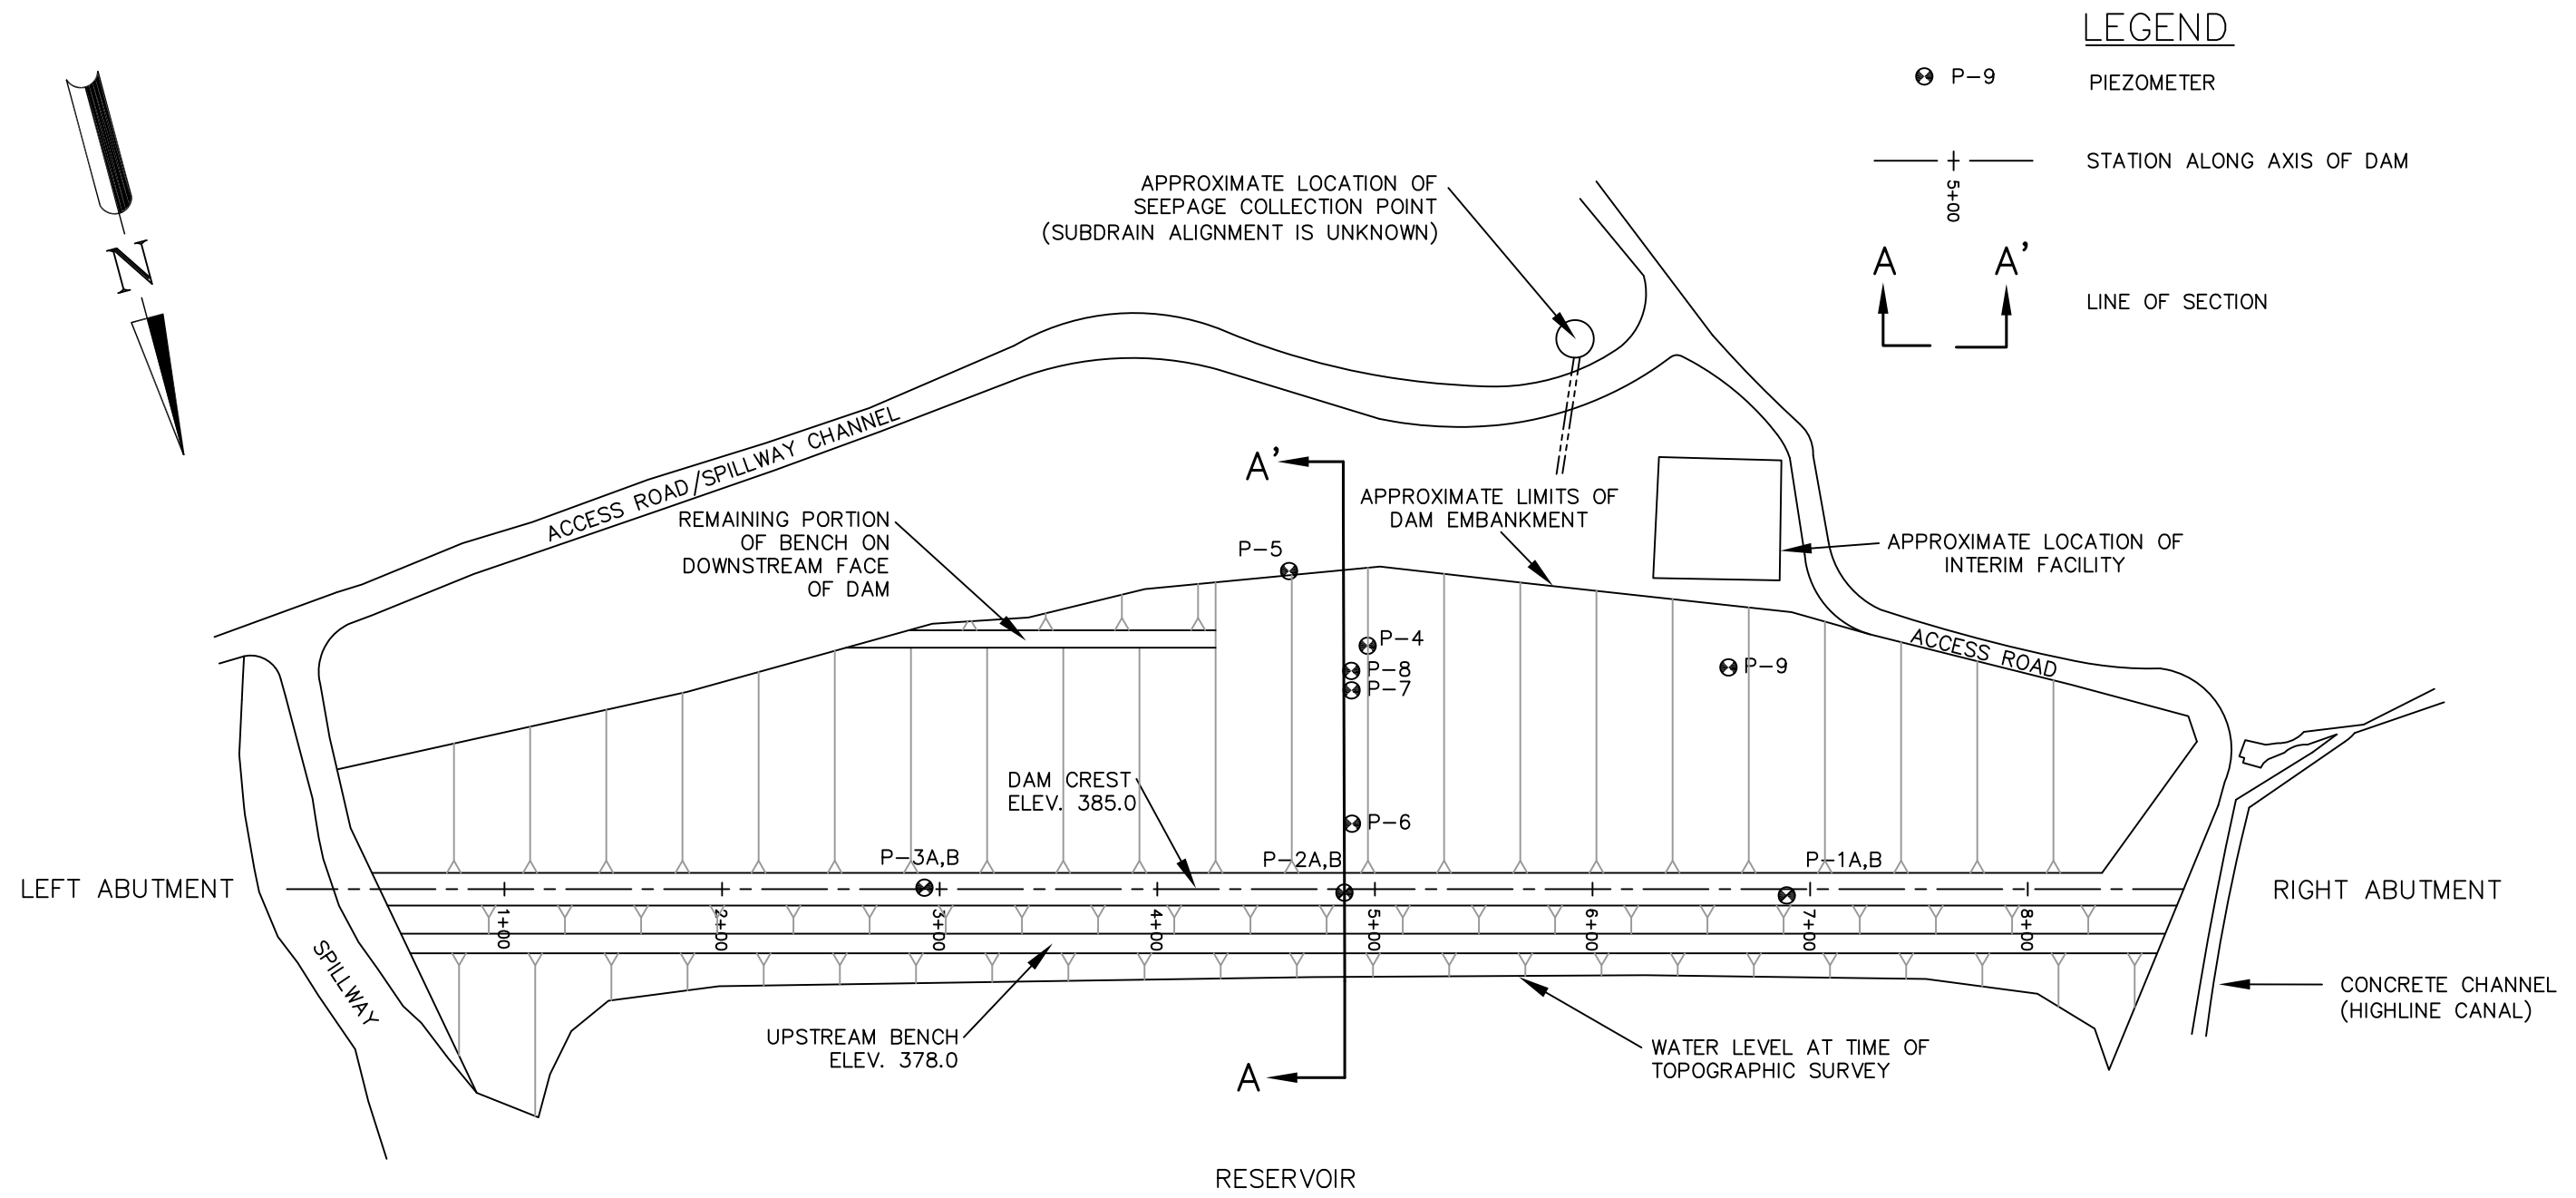 LEGEND
P-9
PIEZOMETER
STATION ALONG AXIS OF DAM
5+00
A
A'
LINE OF SECTION
N
APPROXIMATE LOCATION OF
SEEPAGE COLLECTION POINT
(SUBDRAIN ALIGNMENT IS UNKNOWN)
ACCESS ROAD/SPILLWAY CHANNEL
REMAINING PORTION
OF BENCH ON
DOWNSTREAM FACE
OF DAM
A'
APPROXIMATE LIMITS OF
DAM EMBANKMENT
APPROXIMATE LOCATION OF
INTERIM FACILITY
P-5
P-4
P-8
P-7
P-9
ACCESS ROAD
DAM CREST
ELEV. 385.0
P-6
P-3A,B
P-2A,B
P-1A,B
LEFT ABUTMENT
RIGHT ABUTMENT
1+00
2+00
3+00
4+00
5+00
6+00
7+00
8+00
SPILLWAY
UPSTREAM BENCH
ELEV. 378.0
A
WATER LEVEL AT TIME OF
TOPOGRAPHIC SURVEY
CONCRETE CHANNEL
(HIGHLINE CANAL)
RESERVOIR